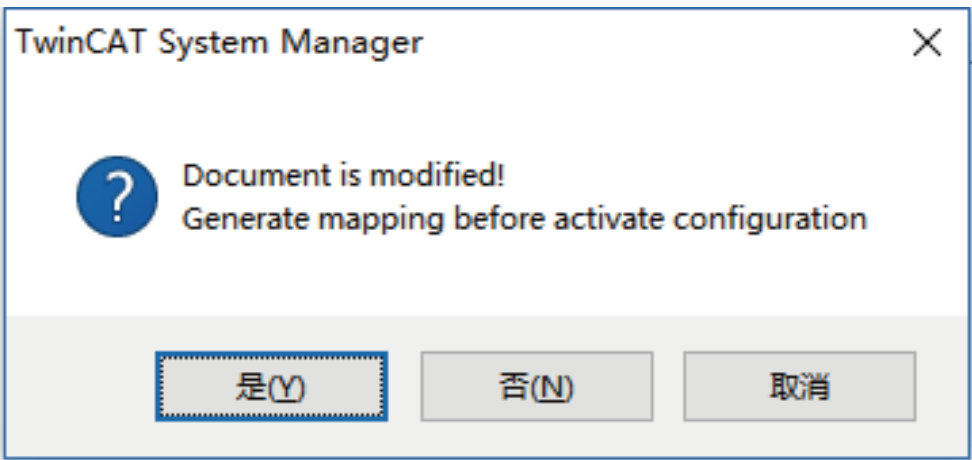 TwinCAT System Manager
?
Document is modified!
Generate mapping before activate configuration
是(Y) 否(N) 取消